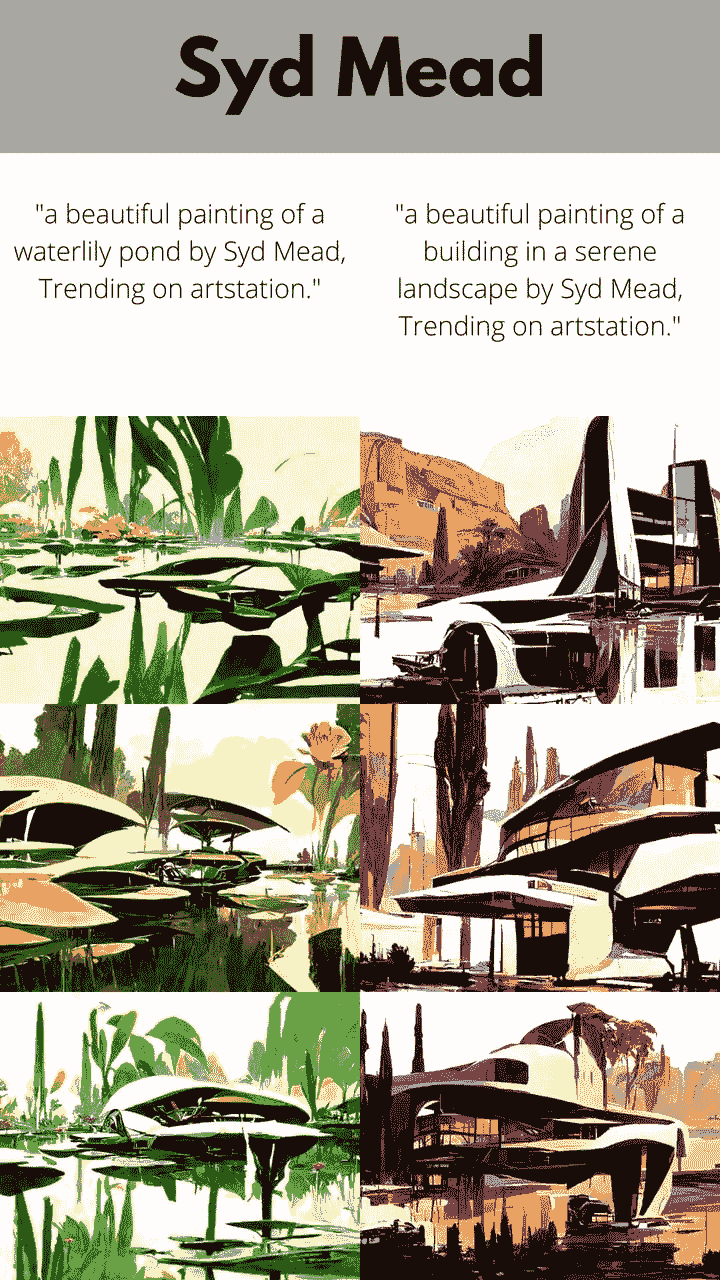 Syd Mead
"a beautiful painting of a
waterlily pond by Syd Mead,
Trending on artstation."
"a beautiful painting of a
building in a serene
landscape by Syd Mead,
Trending on artstation."